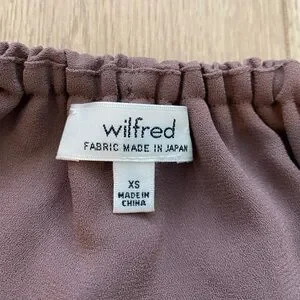 wilfred
FABRIC MADE IN JAPAN
XS
MADE IN
CHINA